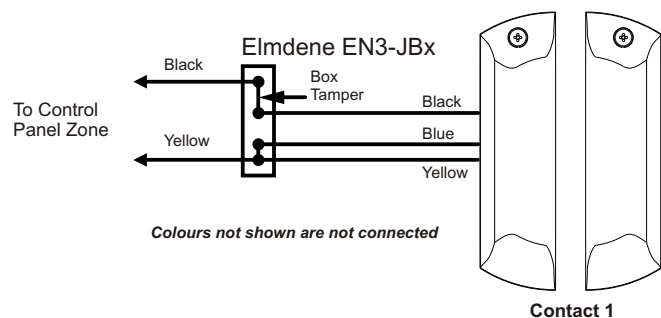 Elmdene EN3-JBx
Black
Box
Tamper
To Control
Panel Zone
Black
Yellow
Blue
Yellow
Colours not shown are not connected
Contact 1